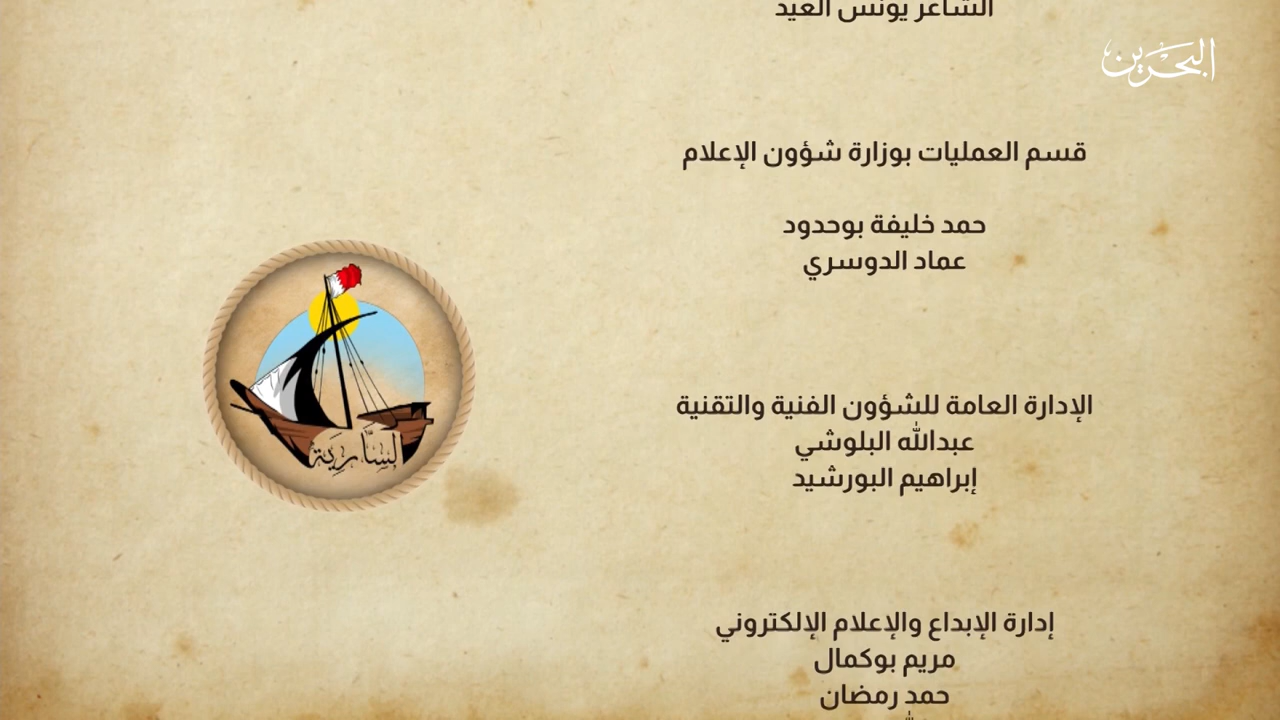 الشاعر يونس العيد
البحرين
قسم العمليات بوزارة شؤون الإعلام
حمد خليفة بوحدود
عماد الدوسري
الإدارة العامة للشؤون الفنية والتقنية
عبدالله البلوشي
إبراهيم البورشيد
السارية
إدارة الإبداع والإعلام الإلكتروني
مريم بوكمال
حمد رمضان